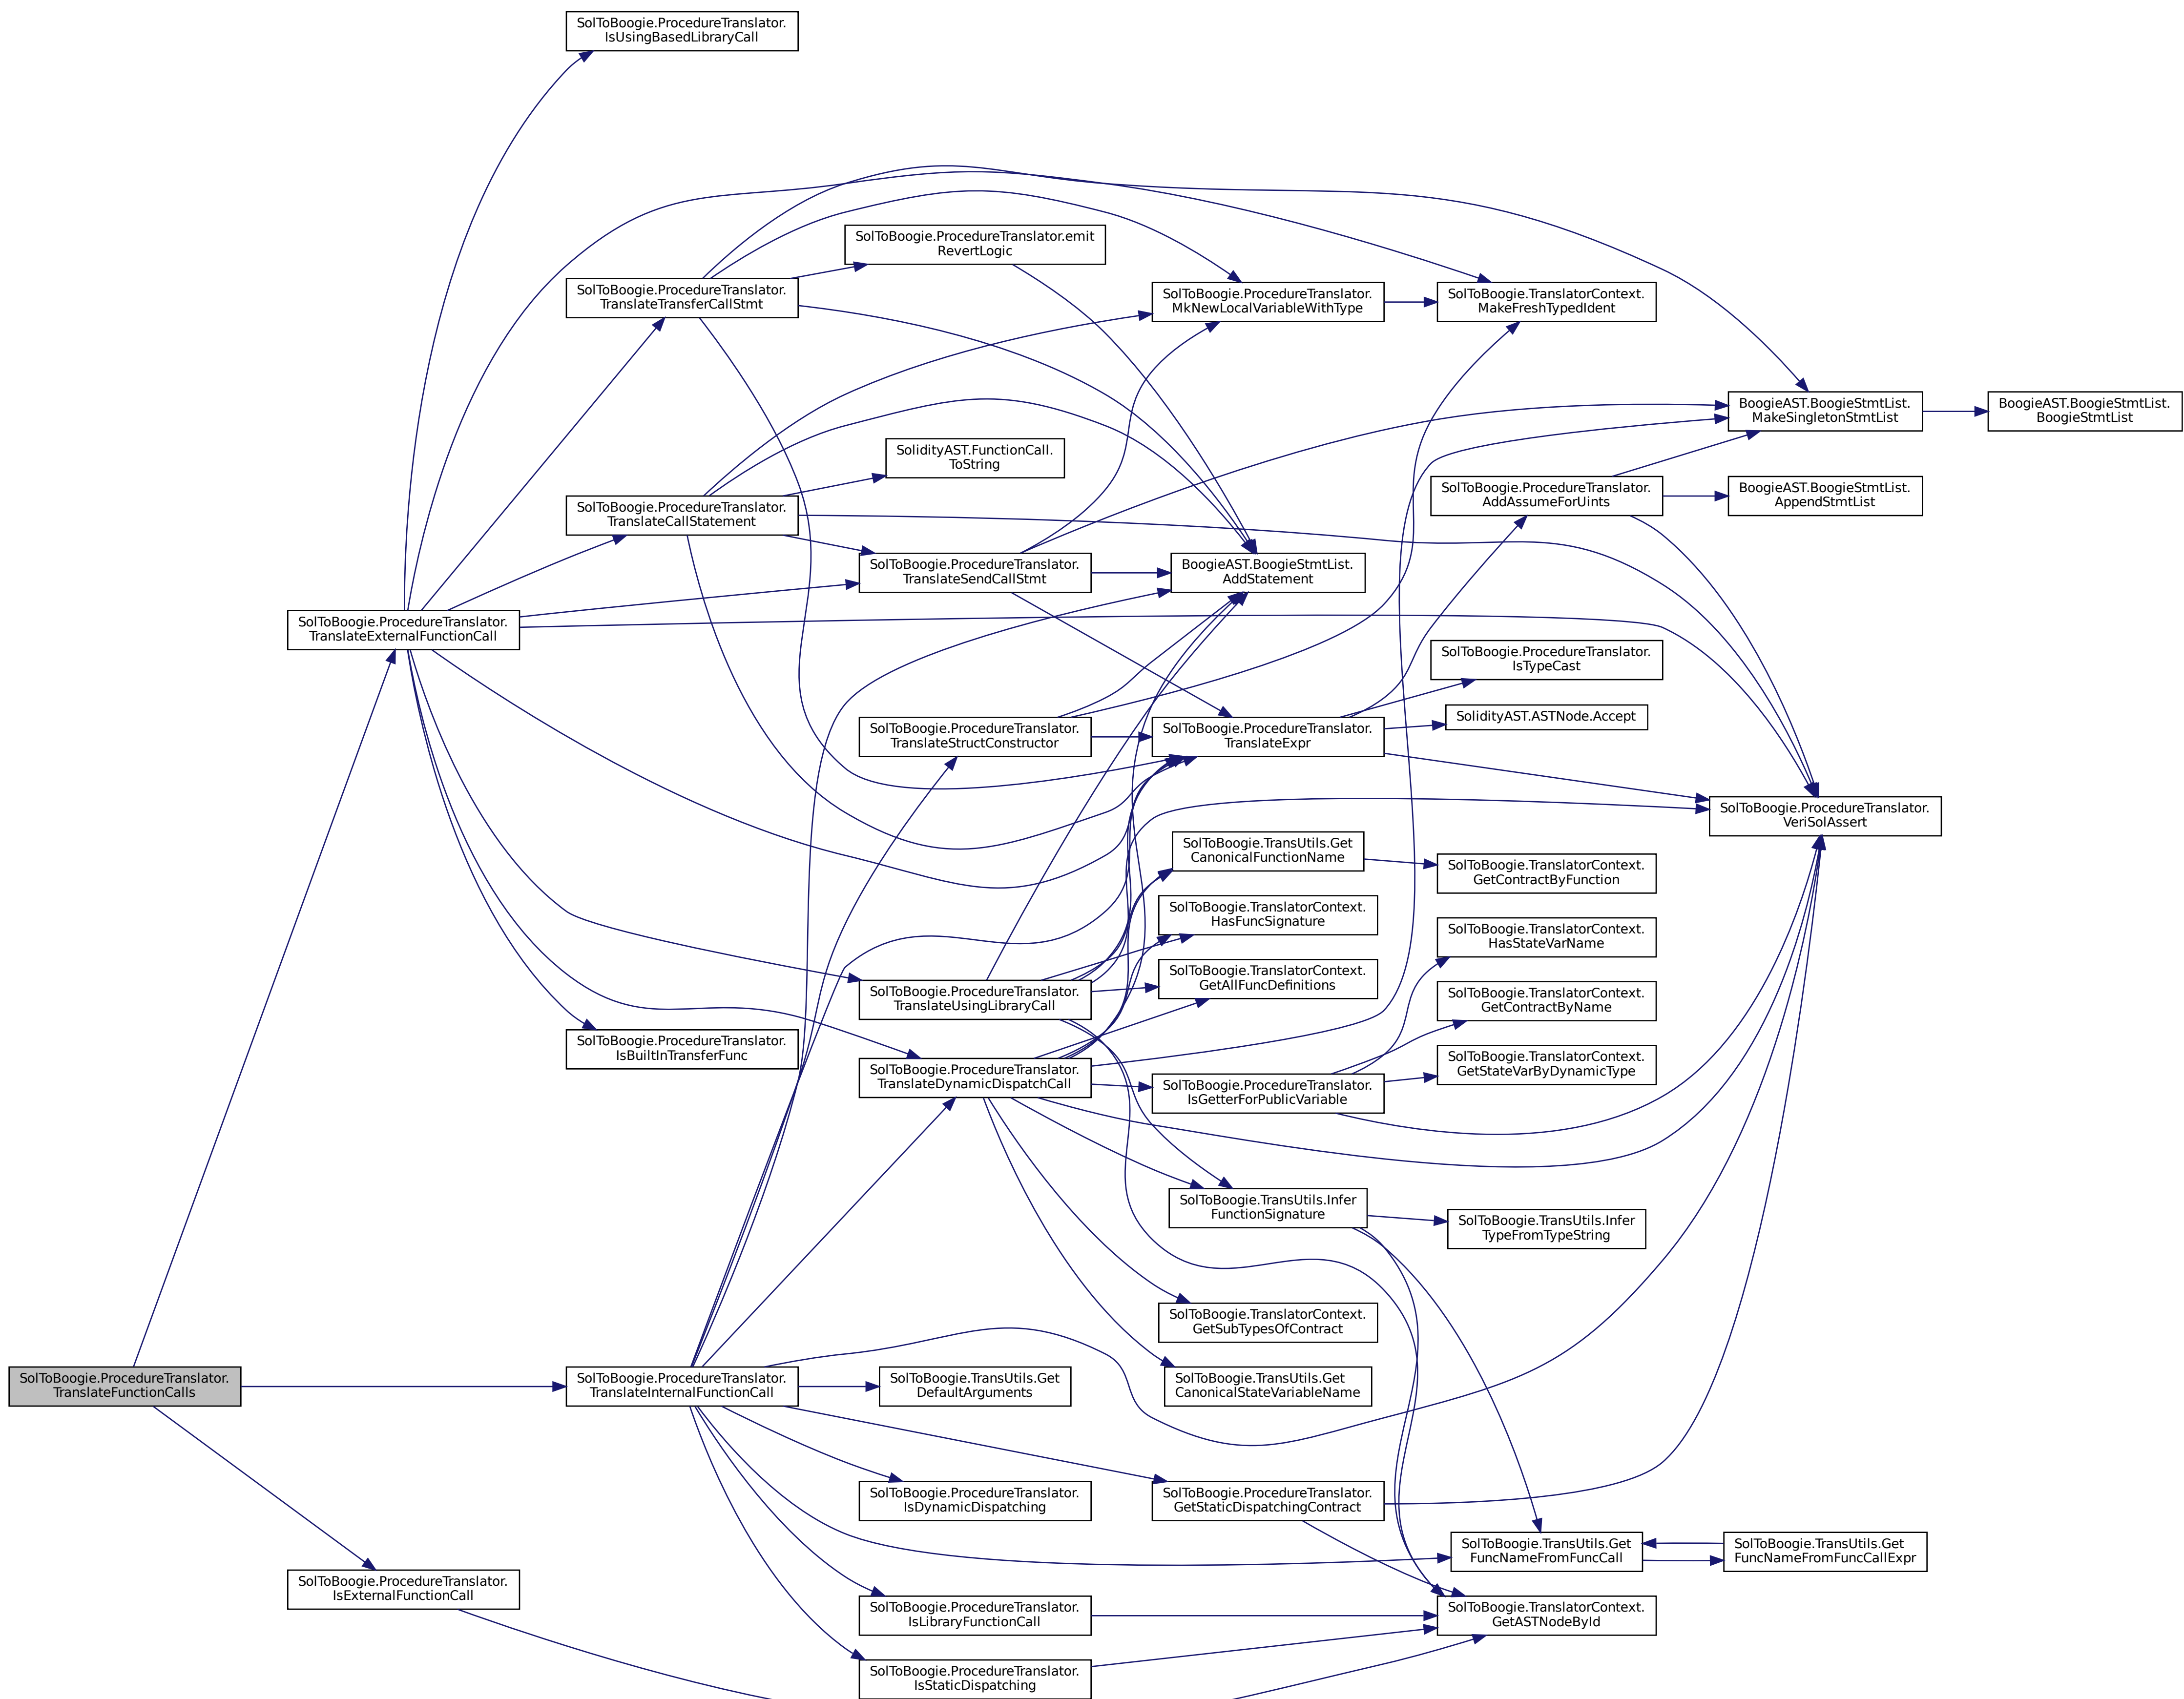 SolToBoogie.ProcedureTranslator.
IsUsingBasedLibraryCall
SolToBoogie.ProcedureTranslator.emit
RevertLogic
SolToBoogie.ProcedureTranslator.
TranslateTransferCallStmt
SolToBoogie.ProcedureTranslator.
MkNewLocalVariableWithType
SolToBoogie.TranslatorContext.
MakeFreshTypedIdent
BoogieAST.BoogieStmtList.
MakeSingletonStmtList
BoogieAST.BoogieStmtList.
BoogieStmtList
SolidityAST.FunctionCall.
ToString
SolToBoogie.ProcedureTranslator.
AddAssumeForUints
BoogieAST.BoogieStmtList.
AppendStmtList
SolToBoogie.ProcedureTranslator.
TranslateCallStatement
SolToBoogie.ProcedureTranslator.
TranslateSendCallStmt
BoogieAST.BoogieStmtList.
AddStatement
SolToBoogie.ProcedureTranslator.
TranslateExternalFunctionCall
SolToBoogie.ProcedureTranslator.
IsTypeCast
SolidityAST.ASTNode.Accept
SolToBoogie.ProcedureTranslator.
TranslateStructConstructor
SolToBoogie.ProcedureTranslator.
TranslateExpr
SolToBoogie.ProcedureTranslator.
VeriSolAssert
SolToBoogie.TransUtils.Get
CanonicalFunctionName
SolToBoogie.TranslatorContext.
GetContractByFunction
SolToBoogie.TranslatorContext.
HasFuncSignature
SolToBoogie.TranslatorContext.
HasStateVarName
SolToBoogie.TranslatorContext.
GetAllFuncDefinitions
SolToBoogie.ProcedureTranslator.
TranslateUsingLibraryCall
SolToBoogie.TranslatorContext.
GetContractByName
SolToBoogie.ProcedureTranslator.
IsBuiltInTransferFunc
SolToBoogie.TranslatorContext.
GetStateVarByDynamicType
SolToBoogie.ProcedureTranslator.
TranslateDynamicDispatchCall
SolToBoogie.ProcedureTranslator.
IsGetterForPublicVariable
SolToBoogie.TransUtils.Infer
FunctionSignature
SolToBoogie.TransUtils.Infer
TypeFromTypeString
SolToBoogie.TranslatorContext.
GetSubTypesOfContract
SolToBoogie.ProcedureTranslator.
TranslateFunctionCalls
SolToBoogie.ProcedureTranslator.
TranslateInternalFunctionCall
SolToBoogie.TransUtils.Get
DefaultArguments
SolToBoogie.TransUtils.Get
CanonicalStateVariableName
SolToBoogie.ProcedureTranslator.
IsDynamicDispatching
SolToBoogie.ProcedureTranslator.
GetStaticDispatchingContract
SolToBoogie.TransUtils.Get
FuncNameFromFuncCall
SolToBoogie.TransUtils.Get
FuncNameFromFuncCallExpr
SolToBoogie.ProcedureTranslator.
IsExternalFunctionCall
SolToBoogie.ProcedureTranslator.
IsLibraryFunctionCall
SolToBoogie.TranslatorContext.
GetASTNodeById
SolToBoogie.ProcedureTranslator.
IsStaticDispatching